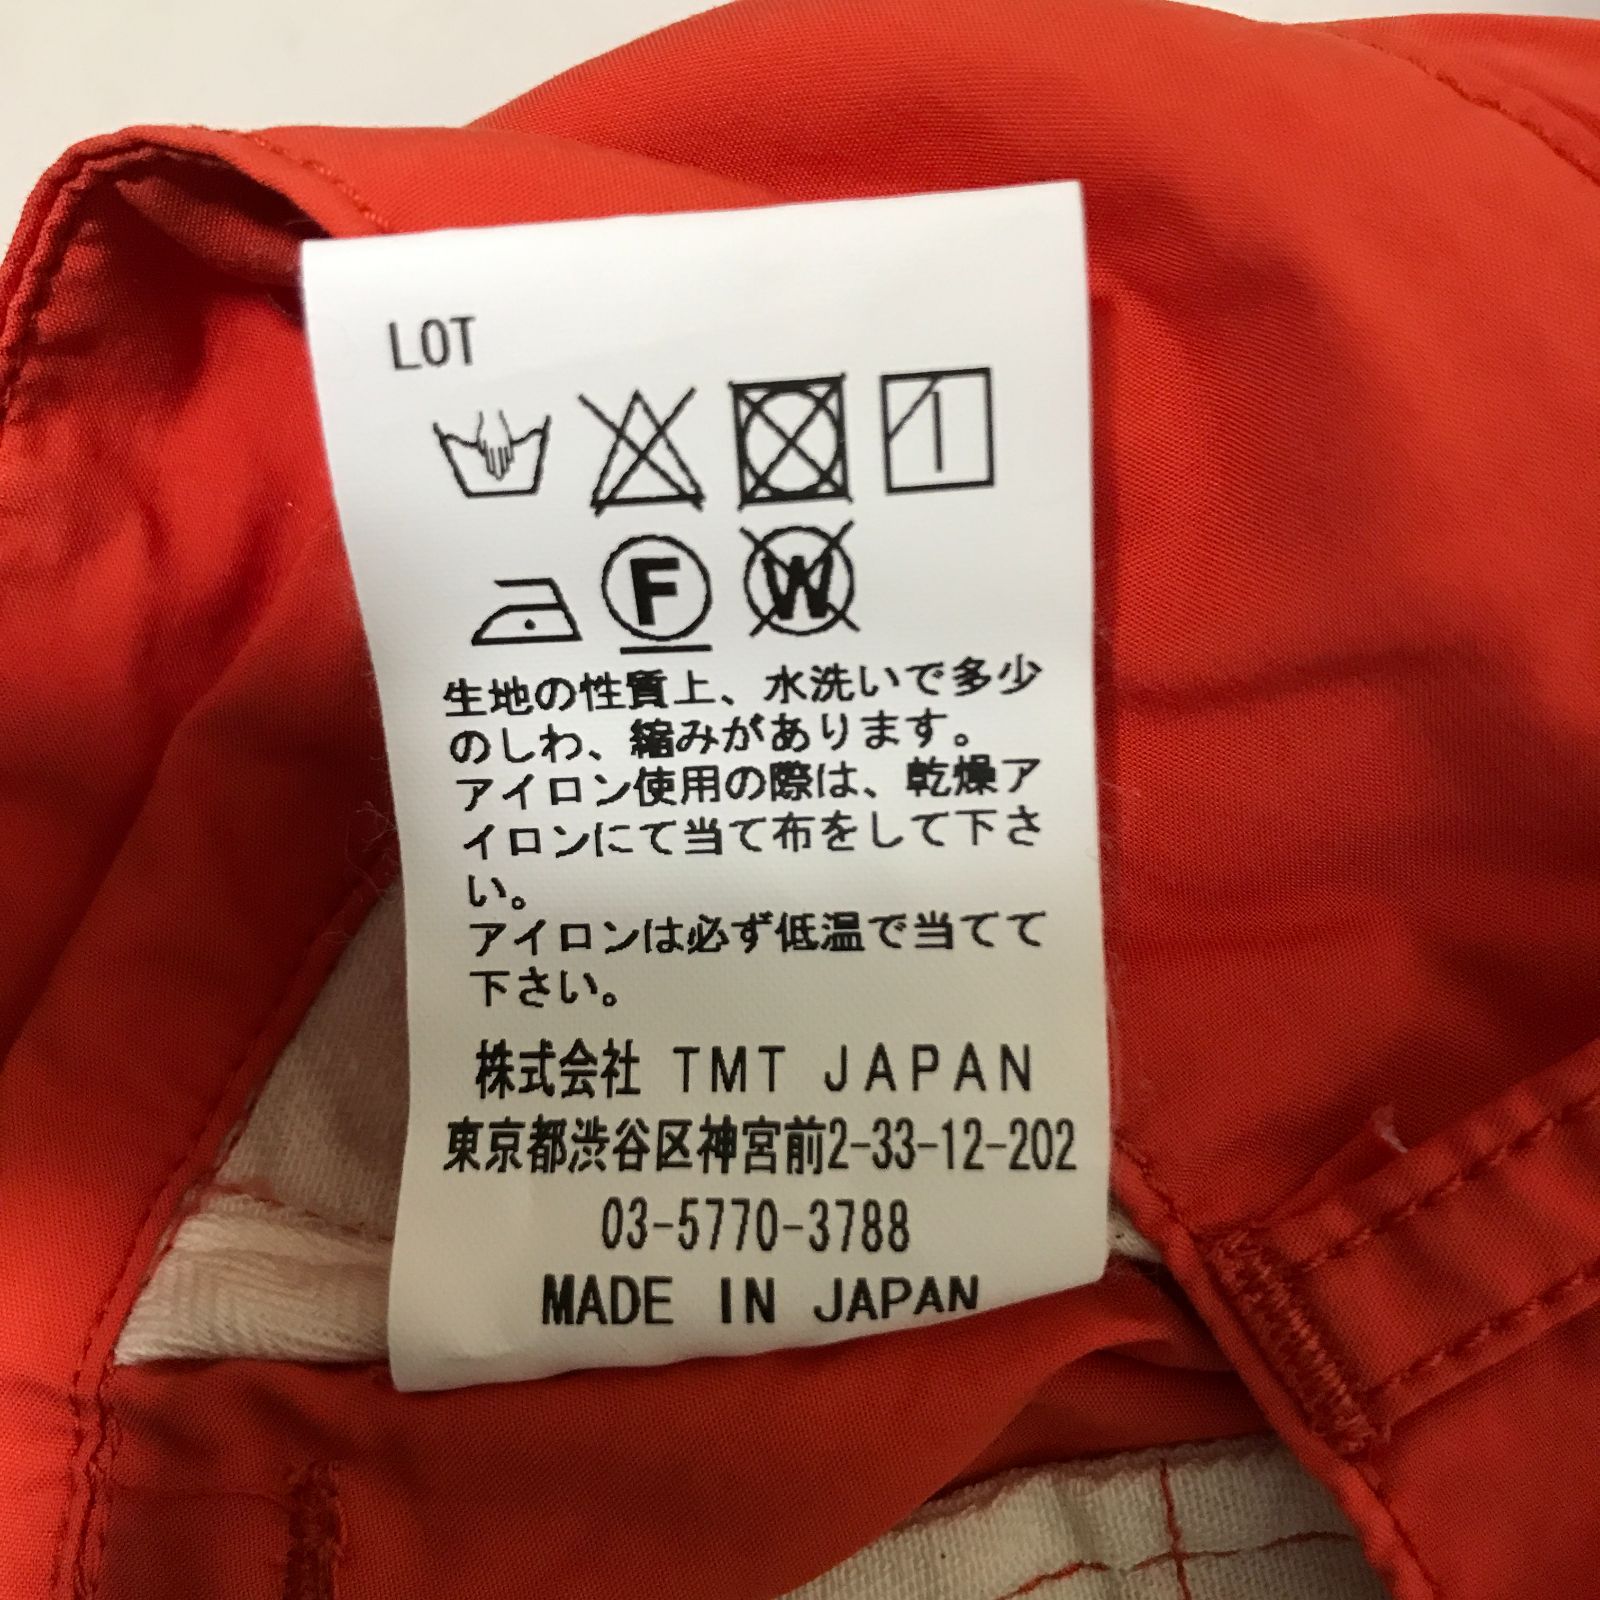 LOT
F W
生地の性質上、水洗いで多少
のしわ、縮みがあります。
アイロン使用の際は、乾燥ア
イロンにて当て布をして下さ
い。
アイロンは必ず低温で当てて
下さい。
株式会社 TMT JAPAN
東京都渋谷区神宮前2-33-12-202
03-5770-3788
MADE IN JAPAN